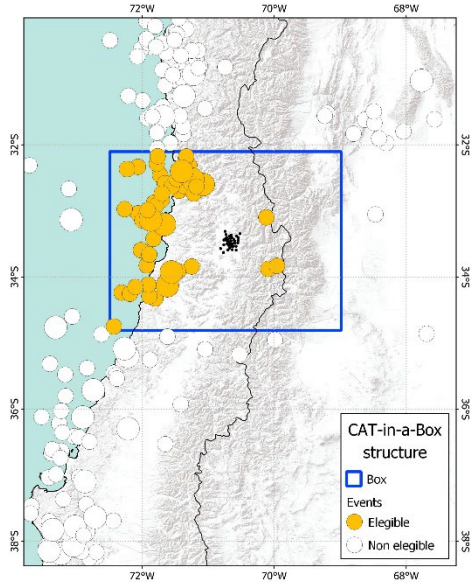 72°W 70°W 68°W
32°S 32°S
34°S 34°S
36°S 36°S
38°S 38°S
CAT-in-a-Box
structure
Box
Events
Elegible
Non elegible
72°W 70°W 68°W